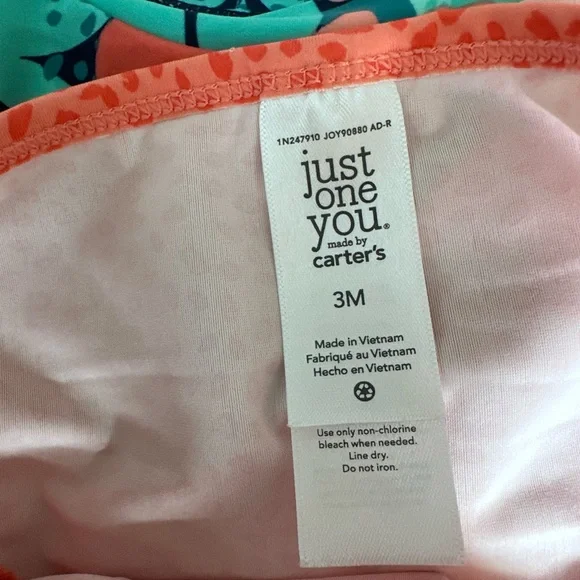 1N247910 JOY90880 AD-R
just
one
you®
made by
carter's
3M
Made in Vietnam
Fabriqué au Vietnam
Hecho en Vietnam
Use only non-chlorine
bleach when needed.
Line dry.
Do not iron.